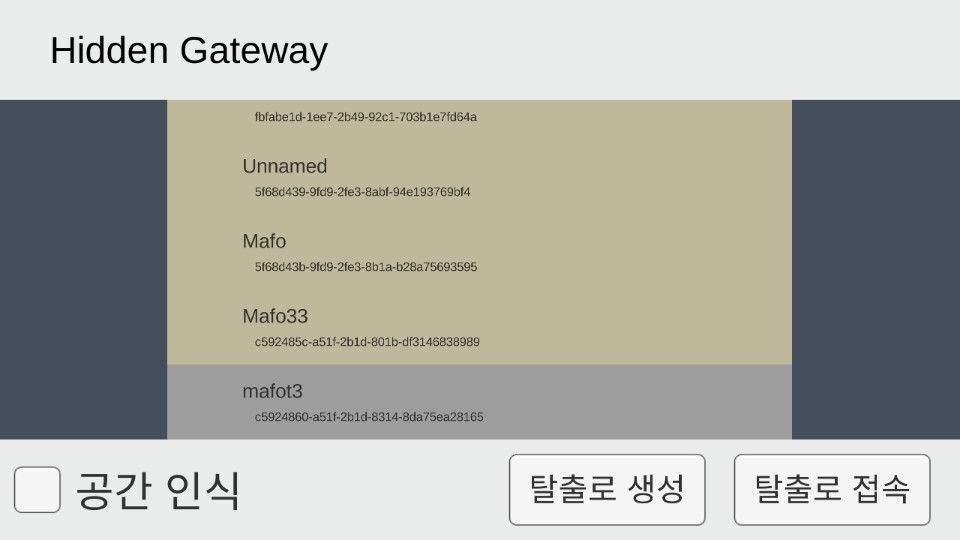 Hidden Gateway
fbfabe1d-1ee7-2b49-92c1-703b1e7fd64a
Unnamed
5f68d439-9fd9-2fe3-8abf-94e193769bf4
Mafo
5f68d43b-9fd9-2fe3-8b1a-b28a75693595
Mafo33
c592485c-a51f-2b1d-801b-df3146838989
mafot3
c5924860-a51f-2b1d-8314-8da75ea28165
공간 인식
탈출로 생성
탈출로 접속